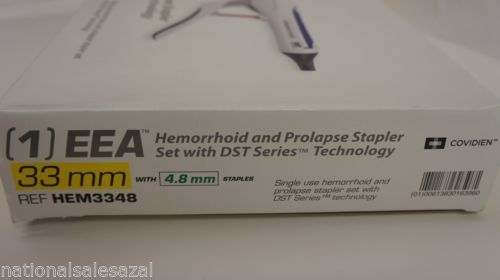 (1) EEA™ Hemorrhoid and Prolapse Stapler
Set with DST Series™ Technology
COVIDIEN™
33 mm WITH 4.8 mm STAPLES
Single use hemorrhoid and
prolapse stapler set with
DST Series™ technology
REF HEM3348
nationalsalesazal